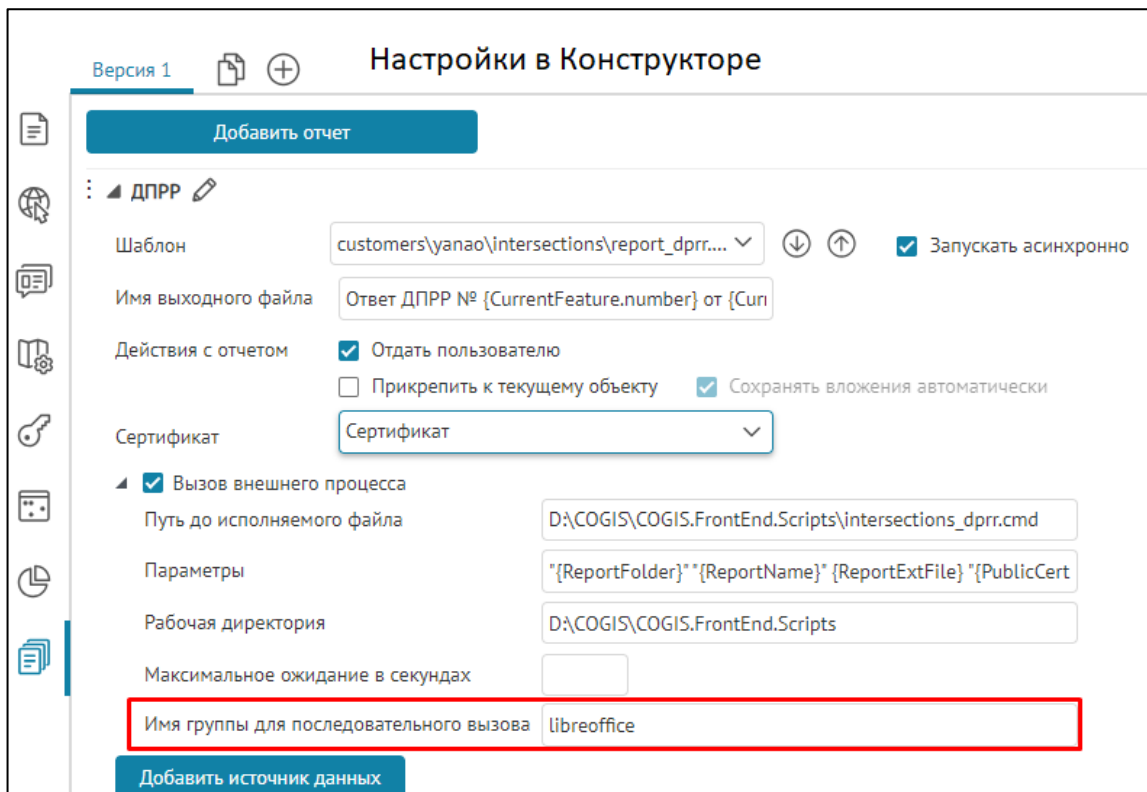 Версия 1 Настройки в Конструкторе
Добавить отчет
ДПРР
Шаблон customers\yanao\intersections\report_dprr.... Запускать асинхронно
Имя выходного файла Ответ ДПРР № {CurrentFeature.number} от {Curr
Действия с отчетом Отдать пользователю
Прикрепить к текущему объекту Сохранять вложения автоматически
Сертификат Сертификат
Вызов внешнего процесса
Путь до исполняемого файла D:\COGIS\COGIS.FrontEnd.Scripts\intersections_dprr.cmd
Параметры "{ReportFolder}" "{ReportName}" {ReportExtFile} "{PublicCert
Рабочая директория D:\COGIS\COGIS.FrontEnd.Scripts
Максимальное ожидание в секундах
Имя группы для последовательного вызова libreoffice
Добавить источник данных